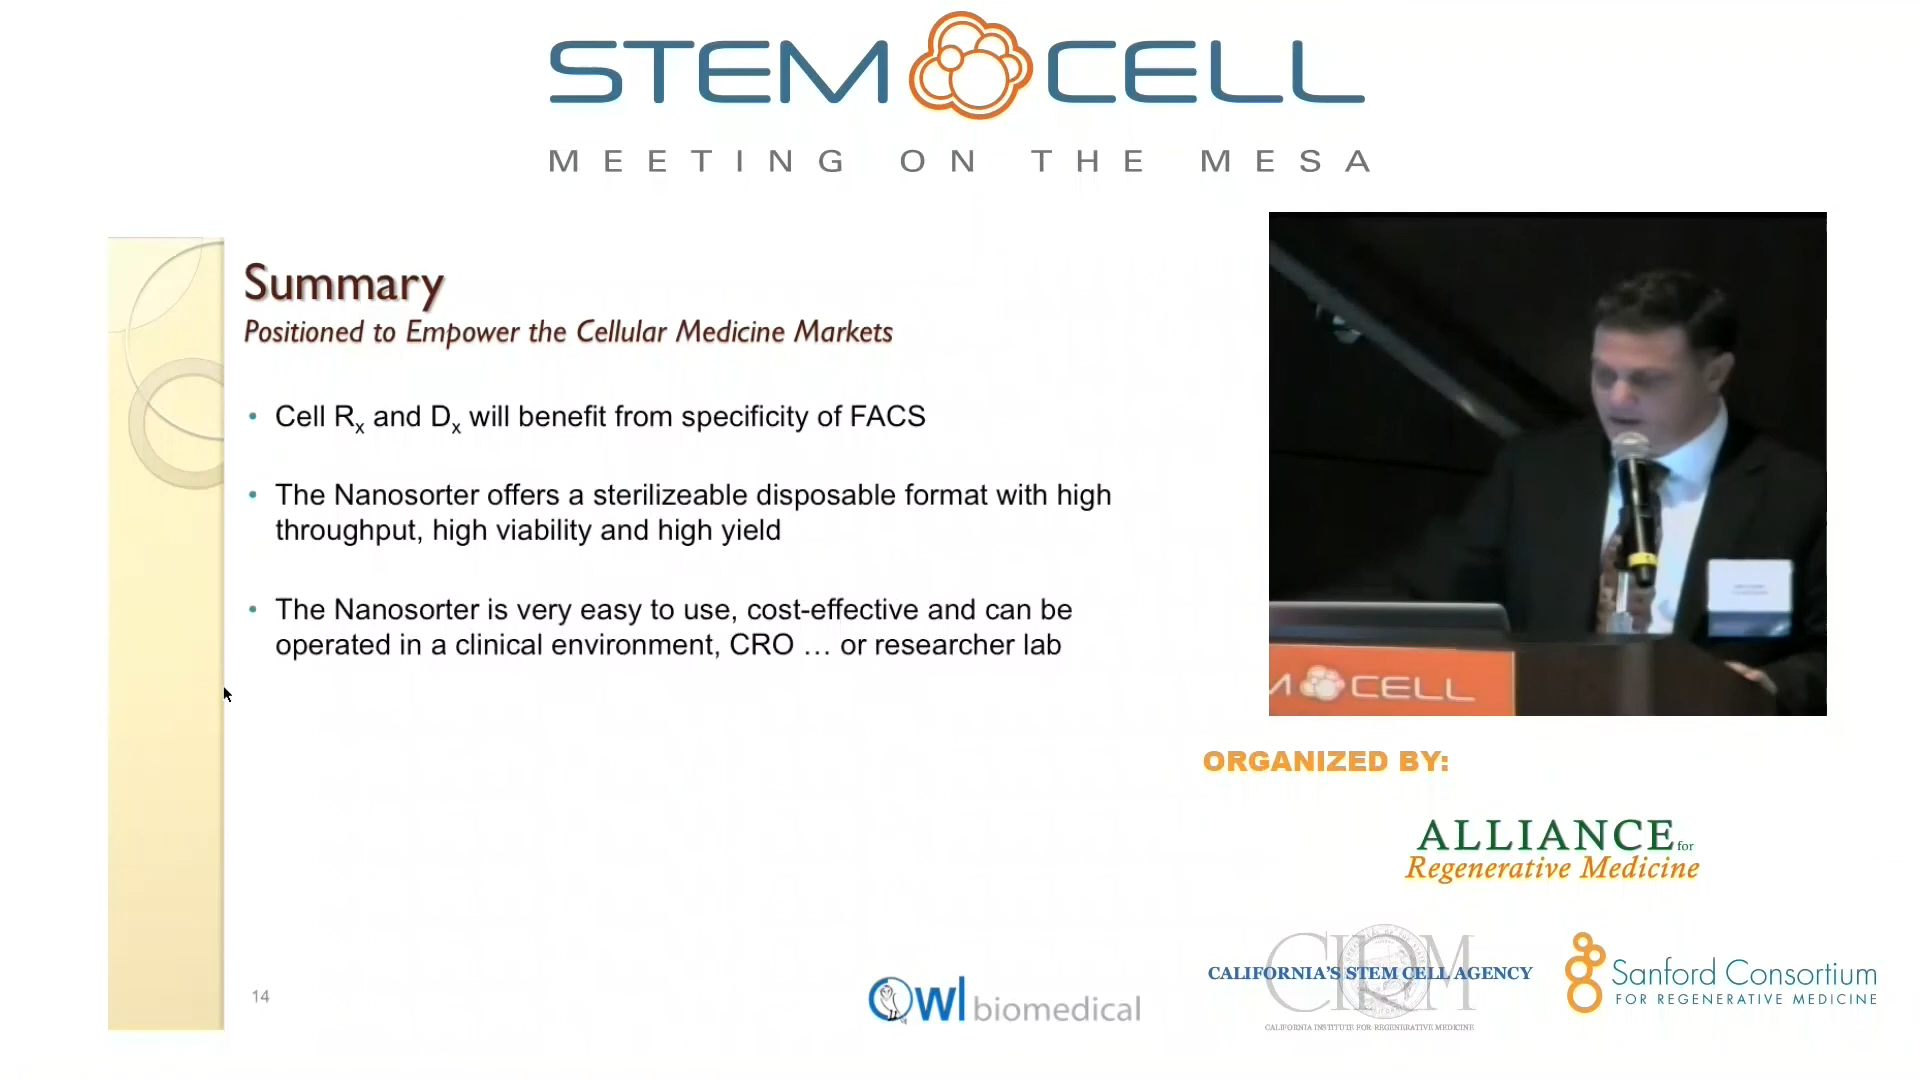 STEM CELL
MEETING ON THE MESA
Summary
Positioned to Empower the Cellular Medicine Markets
• Cell Rx and Dx will benefit from specificity of FACS
• The Nanosorter offers a sterilizeable disposable format with high
throughput, high viability and high yield
• The Nanosorter is very easy to use, cost-effective and can be
operated in a clinical environment, CRO … or researcher lab
14
Owl biomedical
M CELL
ORGANIZED BY:
ALLIANCE for
Regenerative Medicine
CIRM
CALIFORNIA'S STEM CELL AGENCY
CALIFORNIA INSTITUTE FOR REGENERATIVE MEDICINE
Sanford Consortium
FOR REGENERATIVE MEDICINE